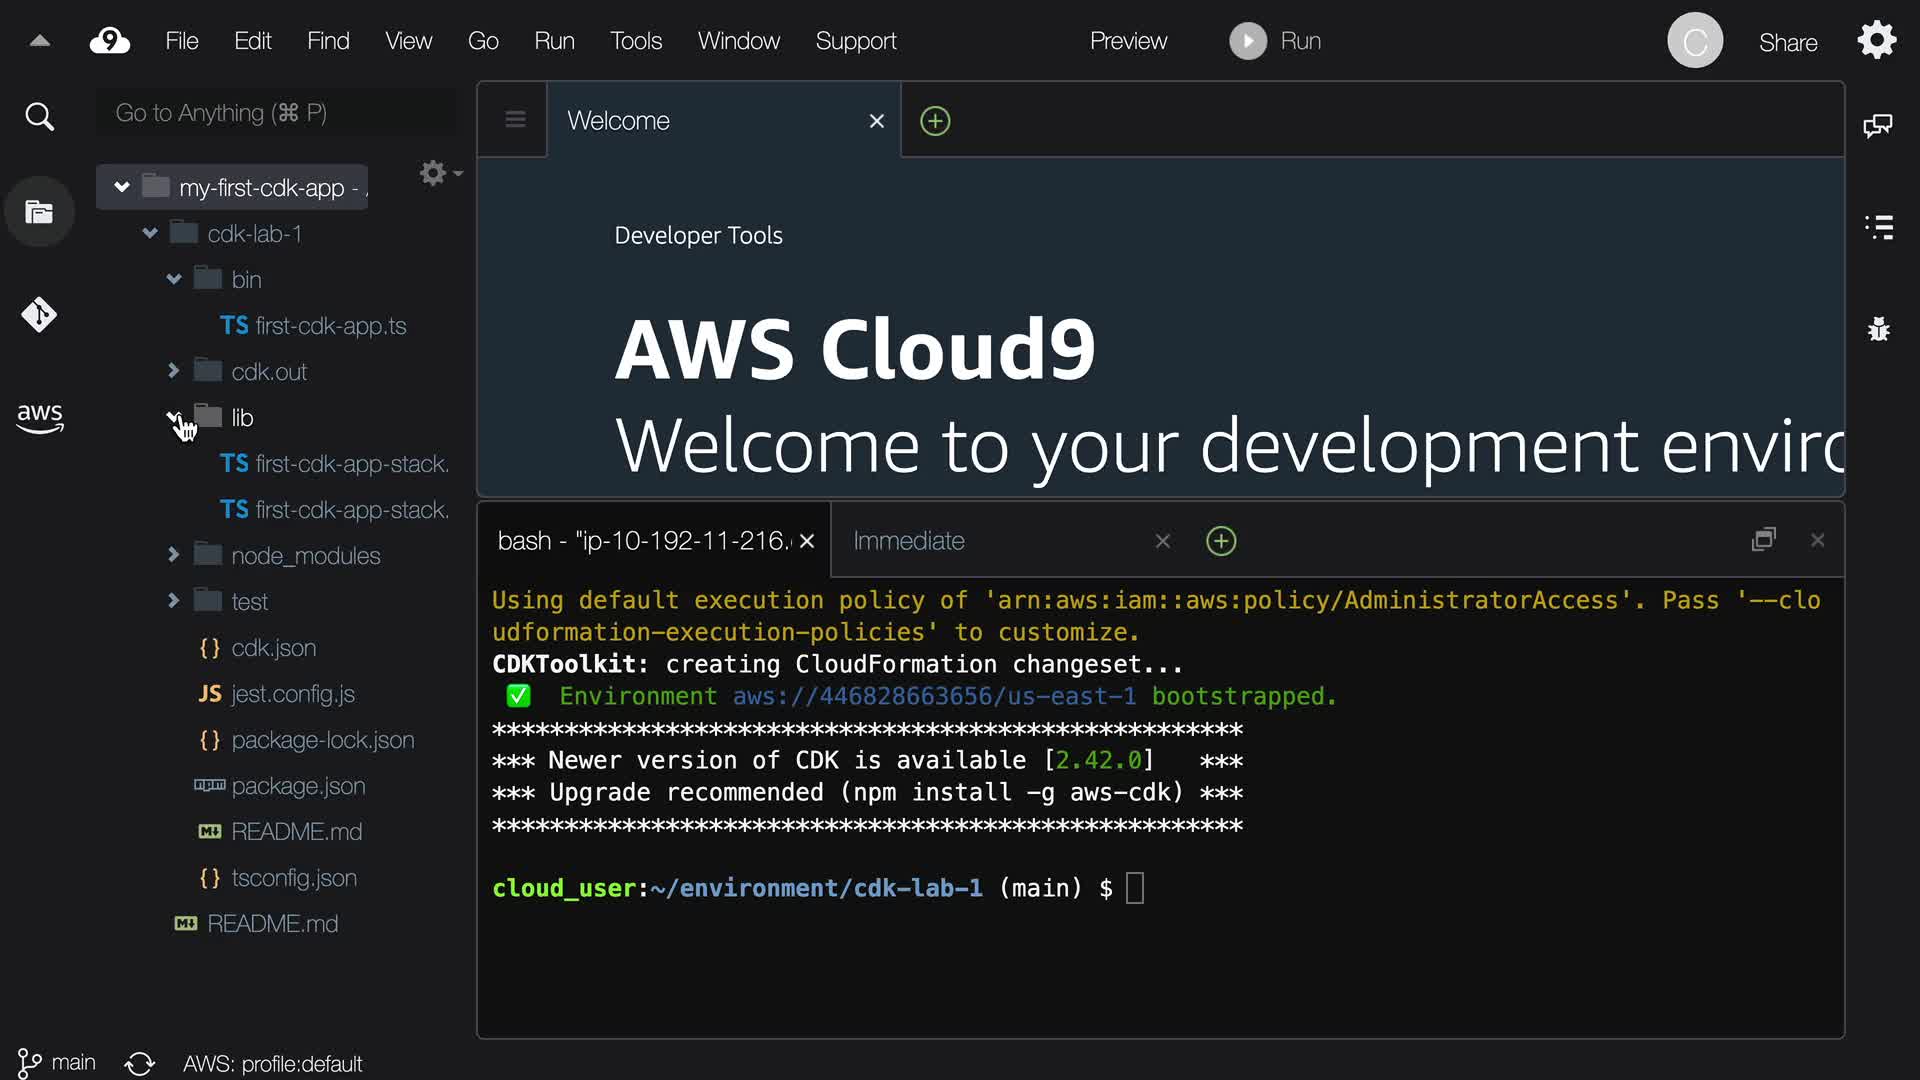 9 File Edit Find View Go Run Tools Window Support Preview Run C Share
Go to Anything (⌘ P)
my-first-cdk-app - /
cdk-lab-1
bin
TS first-cdk-app.ts
cdk.out
lib
TS first-cdk-app-stack.
TS first-cdk-app-stack.
node_modules
test
{} cdk.json
JS jest.config.js
{} package-lock.json
npm package.json
M↓ README.md
{} tsconfig.json
M↓ README.md
aws
Welcome
Developer Tools
AWS Cloud9
Welcome to your development enviro
bash - "ip-10-192-11-216. Immediate
Using default execution policy of 'arn:aws:iam::aws:policy/AdministratorAccess'. Pass '--clo
udformation-execution-policies' to customize.
CDKToolkit: creating CloudFormation changeset...
✅ Environment aws://446828663656/us-east-1 bootstrapped.
****************************************************
*** Newer version of CDK is available [2.42.0]   ***
*** Upgrade recommended (npm install -g aws-cdk) ***
****************************************************
cloud_user:~/environment/cdk-lab-1 (main) $
main AWS: profile:default